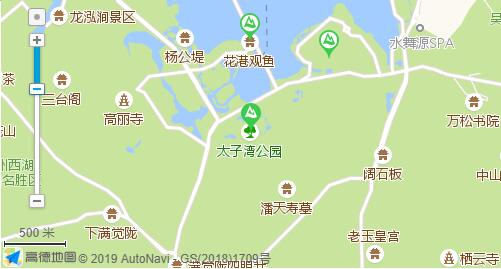 龙泓涧景区
杨公堤
花港观鱼
水舞源SPA
茶
三台阁
高丽寺
万松书院
太子湾公园
州西湖
名胜区
阔石板
中山
潘天寿墓
下满觉陇
老玉皇宫
500 米
高德地图 © 2019 AutoNavi - GS(2018)1709号
栖云寺